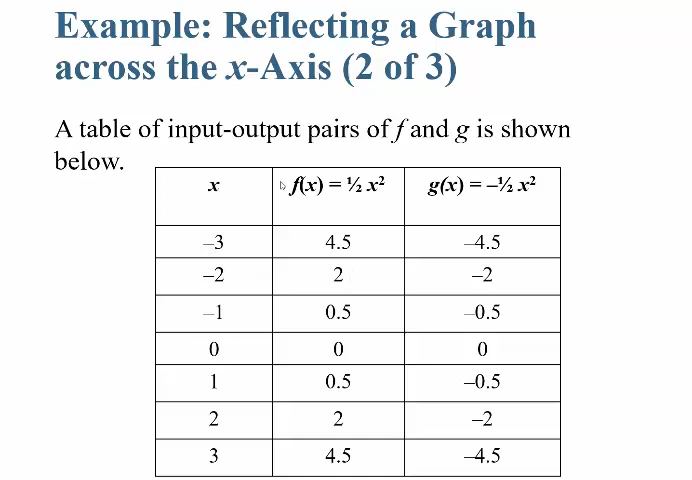 Example: Reflecting a Graph
across the x-Axis (2 of 3)
A table of input-output pairs of f and g is shown
below.
x f(x) = ½ x² g(x) = –½ x²
–3 4.5 –4.5
–2 2 –2
–1 0.5 –0.5
0 0 0
1 0.5 –0.5
2 2 –2
3 4.5 –4.5